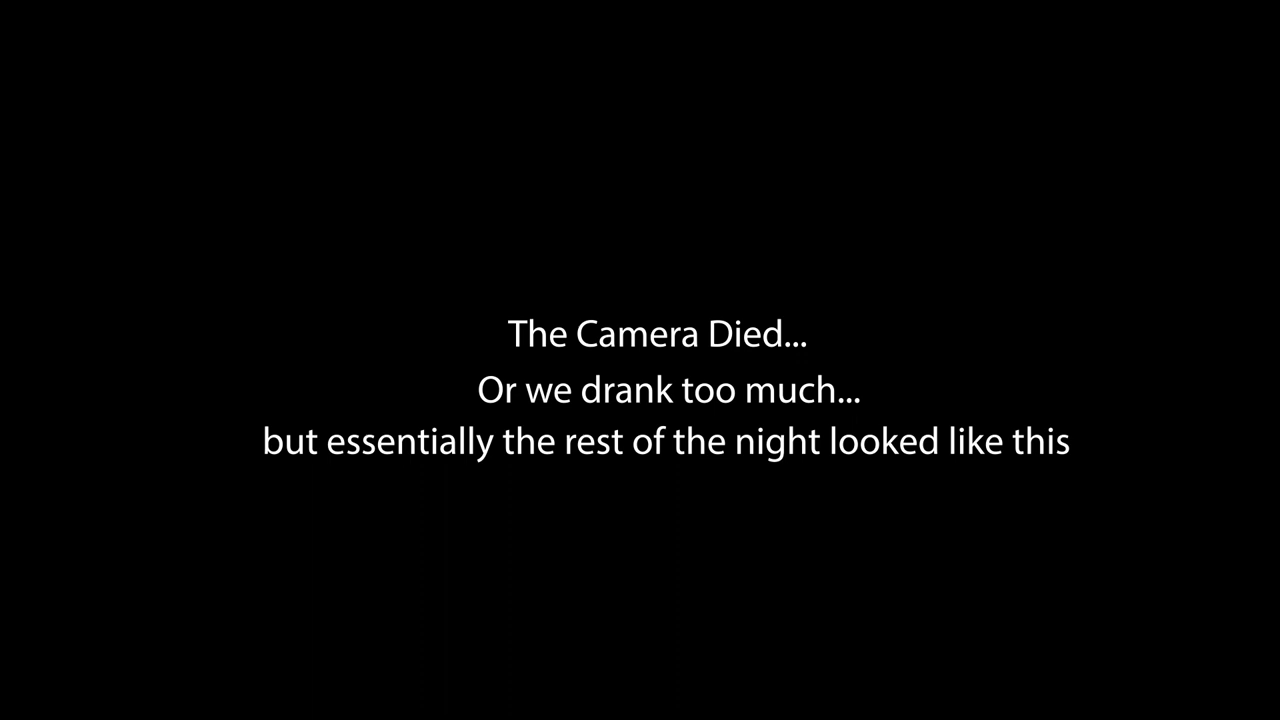 The Camera Died...
Or we drank too much...
but essentially the rest of the night looked like this